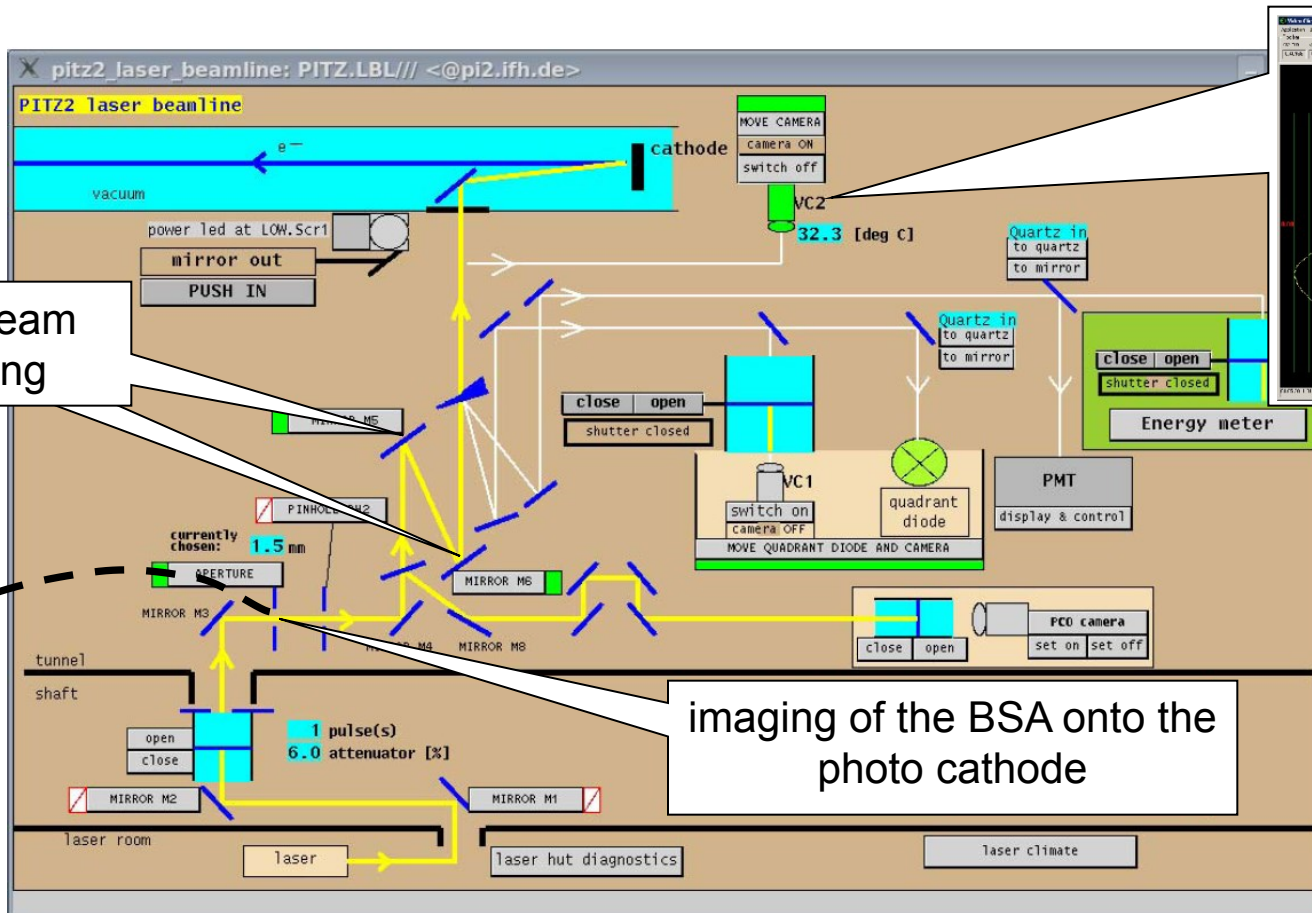 pitz2_laser_beamline: PITZ.LBL/// <@pi2.ifh.de>
PITZ2 laser beamline
e—
cathode
vacuum
MOVE CAMERA
camera ON
switch off
VC2
32.3 [deg C]
power led at LOW.Scr1
mirror out
PUSH IN
Quartz in
to quartz
to mirror
Quartz in
to quartz
to mirror
eam
ng
close open
shutter closed
close open
shutter closed
Energy meter
MIRROR M5
VC1
switch on
camera OFF
MOVE QUADRANT DIODE AND CAMERA
quadrant
diode
PMT
display & control
PINHOLE
currently
chosen: 1.5 mm
APERTURE
MIRROR M6
MIRROR M3
M4
MIRROR M8
PCO camera
close open
set on set off
tunnel
shaft
open
close
1 pulse(s)
6.0 attenuator [%]
imaging of the BSA onto the
photo cathode
MIRROR M2
MIRROR M1
laser room
laser
laser hut diagnostics
laser climate